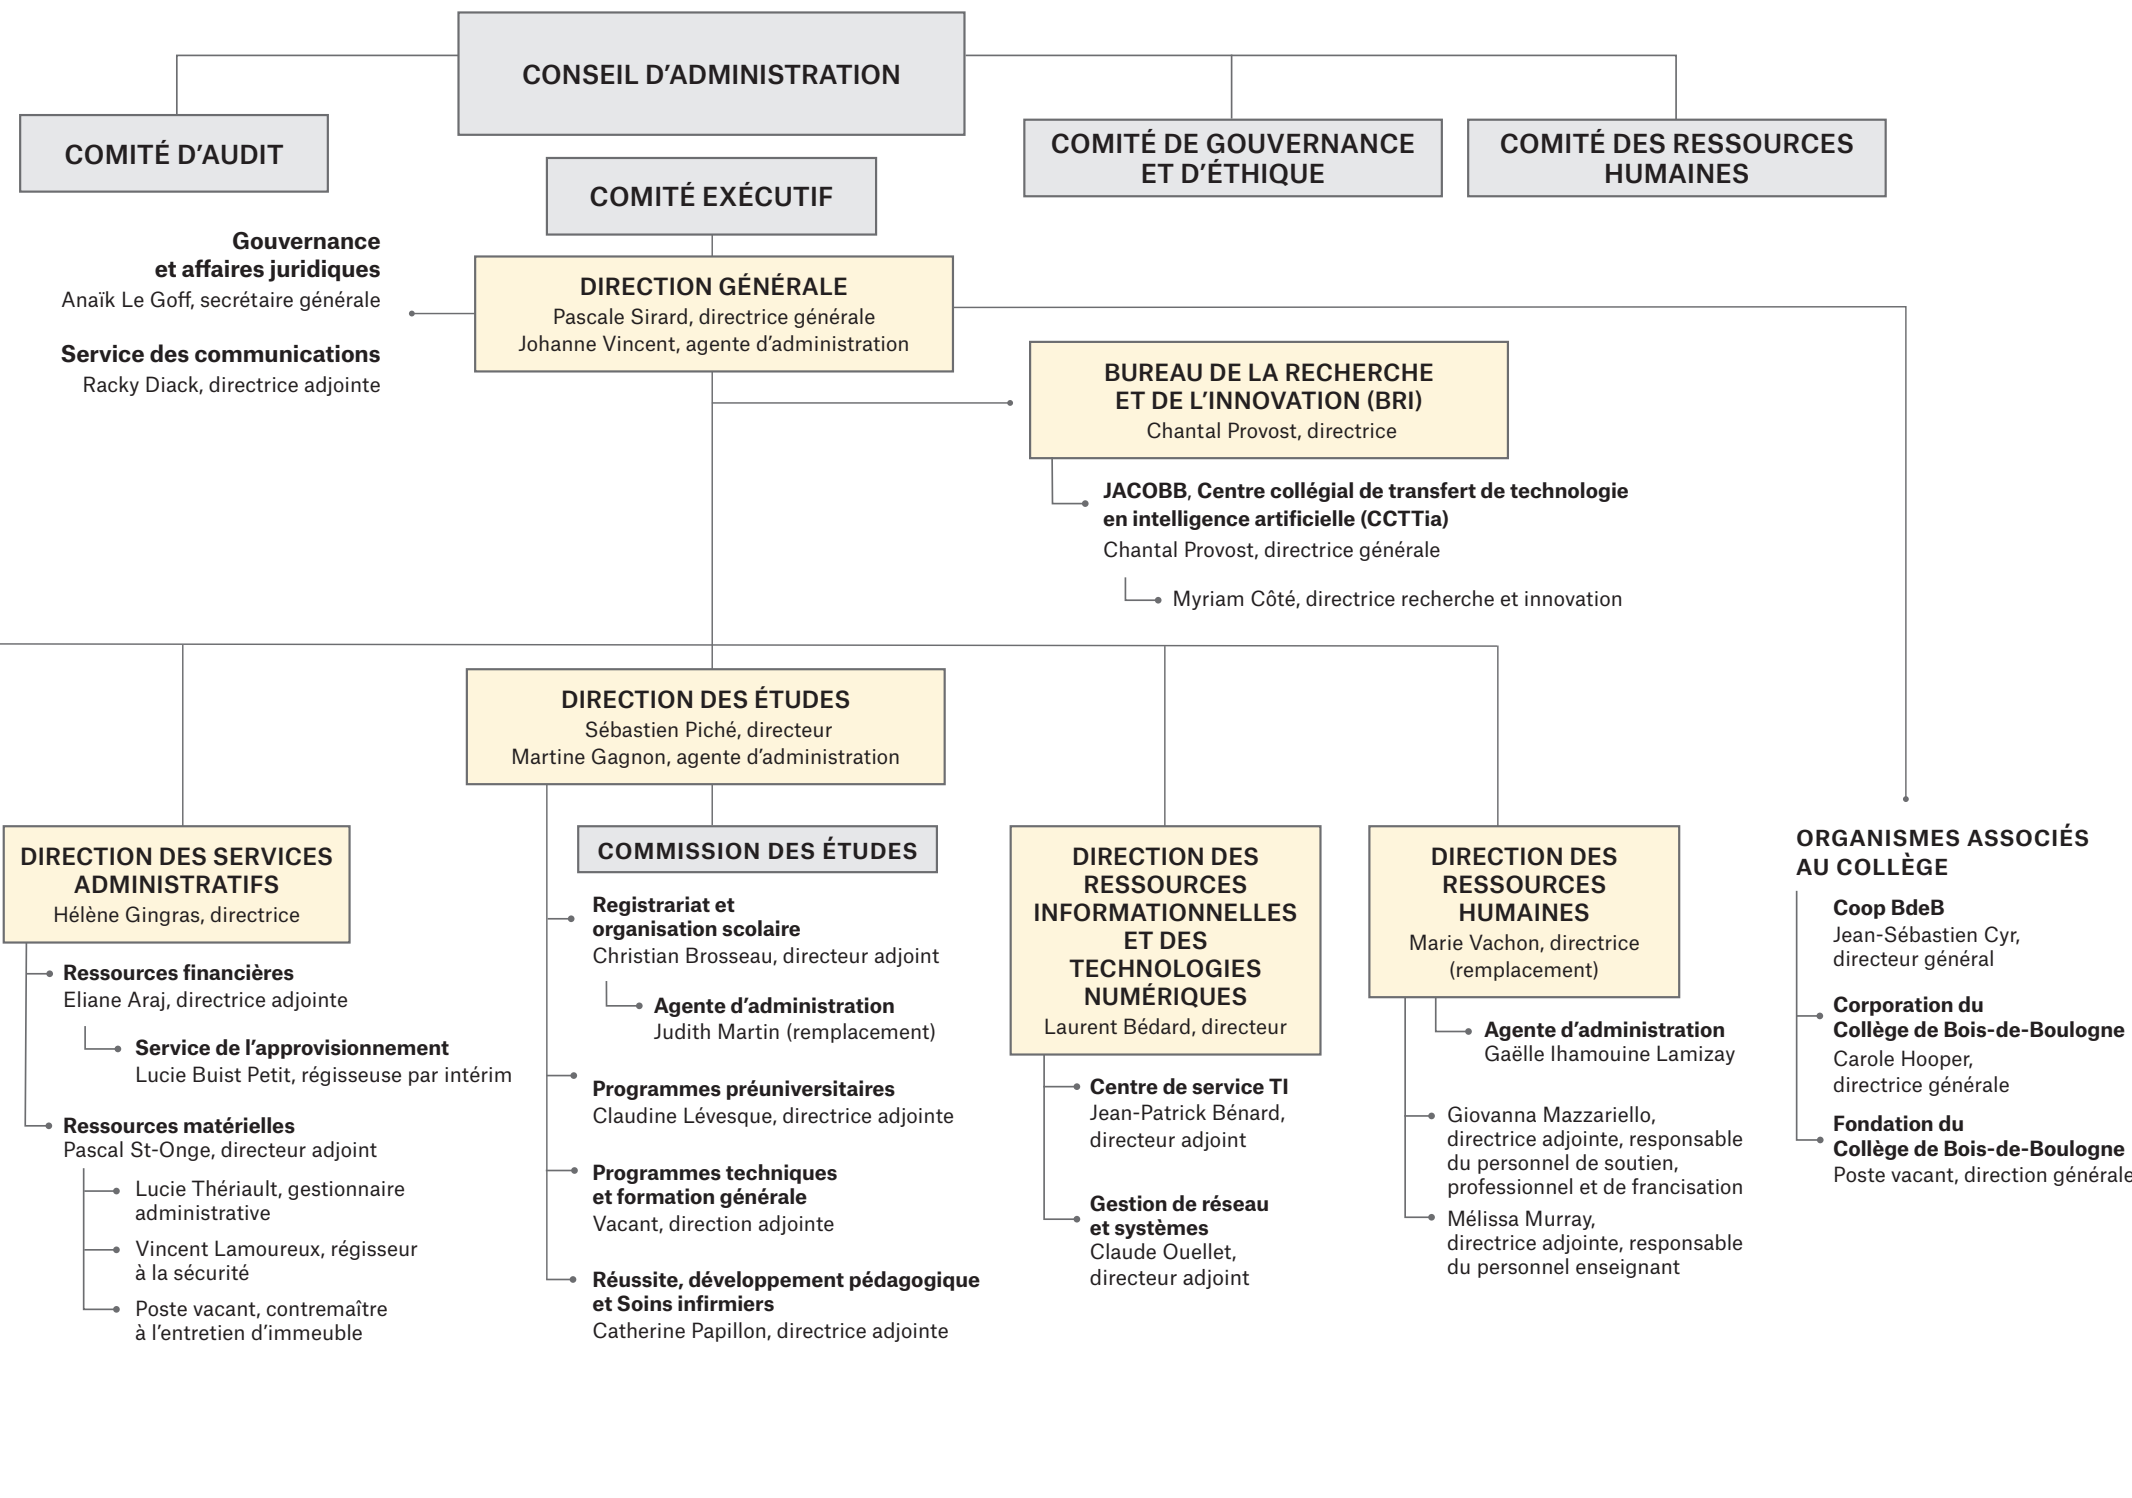 CONSEIL D’ADMINISTRATION
COMITÉ D’AUDIT
COMITÉ DE GOUVERNANCE
ET D’ÉTHIQUE
COMITÉ DES RESSOURCES
HUMAINES
COMITÉ EXÉCUTIF
Gouvernance
et affaires juridiques
Anaïk Le Goff, secrétaire générale
Service des communications
Racky Diack, directrice adjointe
DIRECTION GÉNÉRALE
Pascale Sirard, directrice générale
Johanne Vincent, agente d’administration
BUREAU DE LA RECHERCHE
ET DE L’INNOVATION (BRI)
Chantal Provost, directrice
JACOBB, Centre collégial de transfert de technologie
en intelligence artificielle (CCTTia)
Chantal Provost, directrice générale
Myriam Côté, directrice recherche et innovation
DIRECTION DES ÉTUDES
Sébastien Piché, directeur
Martine Gagnon, agente d’administration
DIRECTION DES SERVICES
ADMINISTRATIFS
Hélène Gingras, directrice
Ressources financières
Eliane Araj, directrice adjointe
Service de l’approvisionnement
Lucie Buist Petit, régisseuse par intérim
Ressources matérielles
Pascal St-Onge, directeur adjoint
Lucie Thériault, gestionnaire
administrative
Vincent Lamoureux, régisseur
à la sécurité
Poste vacant, contremaître
à l’entretien d’immeuble
COMMISSION DES ÉTUDES
Registrariat et
organisation scolaire
Christian Brosseau, directeur adjoint
Agente d’administration
Judith Martin (remplacement)
Programmes préuniversitaires
Claudine Lévesque, directrice adjointe
Programmes techniques
et formation générale
Vacant, direction adjointe
Réussite, développement pédagogique
et Soins infirmiers
Catherine Papillon, directrice adjointe
DIRECTION DES
RESSOURCES
INFORMATIONNELLES
ET DES
TECHNOLOGIES
NUMÉRIQUES
Laurent Bédard, directeur
Centre de service TI
Jean-Patrick Bénard,
directeur adjoint
Gestion de réseau
et systèmes
Claude Ouellet,
directeur adjoint
DIRECTION DES
RESSOURCES
HUMAINES
Marie Vachon, directrice
(remplacement)
Agente d’administration
Gaëlle Ihamouine Lamizay
Giovanna Mazzariello,
directrice adjointe, responsable
du personnel de soutien,
professionnel et de francisation
Mélissa Murray,
directrice adjointe, responsable
du personnel enseignant
ORGANISMES ASSOCIÉS
AU COLLÈGE
Coop BdeB
Jean-Sébastien Cyr,
directeur général
Corporation du
Collège de Bois-de-Boulogne
Carole Hooper,
directrice générale
Fondation du
Collège de Bois-de-Boulogne
Poste vacant, direction générale